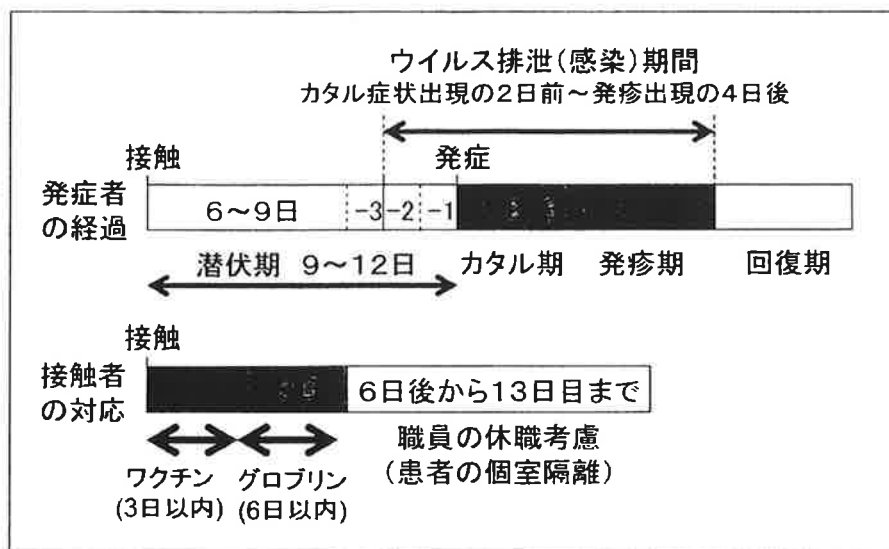 ウイルス排泄(感染)期間
カタル症状出現の2日前~発疹出現の4日後
接触
発症
発症者
の経過
6~9日
-3
-2
-1
潜伏期 9~12日
カタル期
発疹期
回復期
接触
接触者
の対応
6日後から13日目まで
ワクチン
(3日以内)
グロブリン
(6日以内)
職員の休職考慮
(患者の個室隔離)